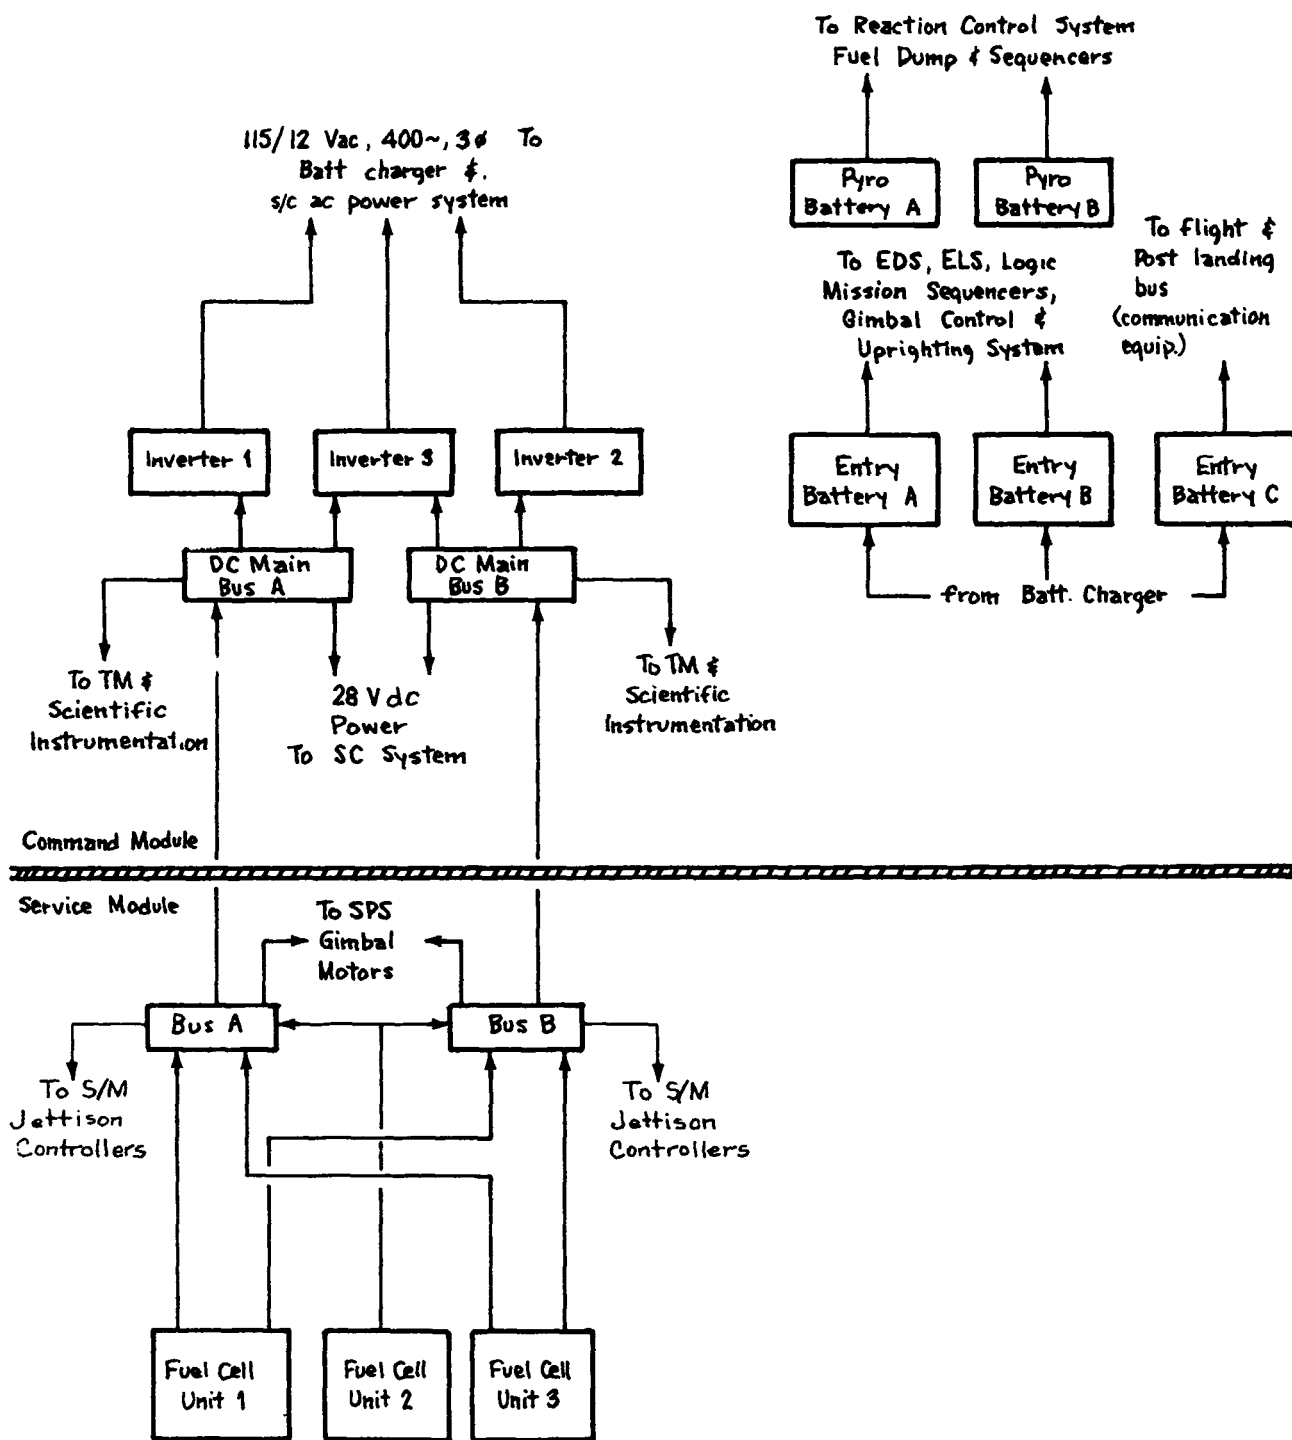 To Reaction Control System
Fuel Dump & Sequencers
115/12 Vac, 400~, 3ø To
Batt charger &.
s/c ac power system
Pyro
Battery A
Pyro
Battery B
To flight &
Post landing
bus
(communication
equip.)
To EDS, ELS, Logic
Mission Sequencers,
Gimbal Control &
Uprighting System
Inverter 1
Inverter 3
Inverter 2
Entry
Battery A
Entry
Battery B
Entry
Battery C
DC Main
Bus A
DC Main
Bus B
from Batt. Charger
To TM &
Scientific
Instrumentation
28 V dc
Power
To SC System
To TM &
Scientific
Instrumentation
Command Module
Service Module
To SPS
Gimbal
Motors
Bus A
Bus B
To S/M
Jettison
Controllers
To S/M
Jettison
Controllers
Fuel Cell
Unit 1
Fuel Cell
Unit 2
Fuel Cell
Unit 3